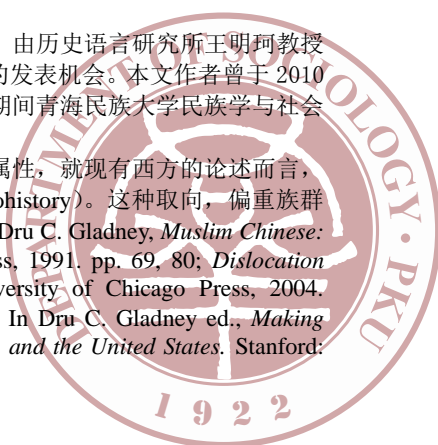 由历史语言研究所王明珂教授
的发表机会。本文作者曾于 2010
期间青海民族大学民族学与社会
属性，就现有西方的论述而言，
ohistory）。这种取向，偏重族群
Dru C. Gladney, Muslim Chinese:
ss, 1991. pp. 69, 80; Dislocation
versity of Chicago Press, 2004.
In Dru C. Gladney ed., Making
and the United States. Stanford:
DEPARTMENT OF SOCIOLOGY · PKU
1922